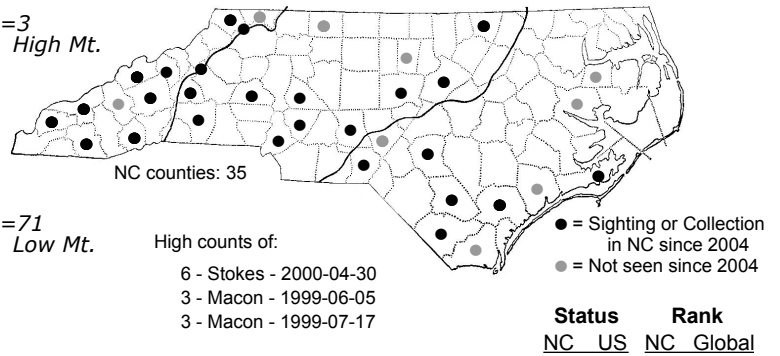 =3
High Mt.
NC counties: 35
=71
Low Mt.
High counts of:
6 - Stokes - 2000-04-30
3 - Macon - 1999-06-05
3 - Macon - 1999-07-17
= Sighting or Collection
in NC since 2004
= Not seen since 2004
Status Rank
NC US NC Global